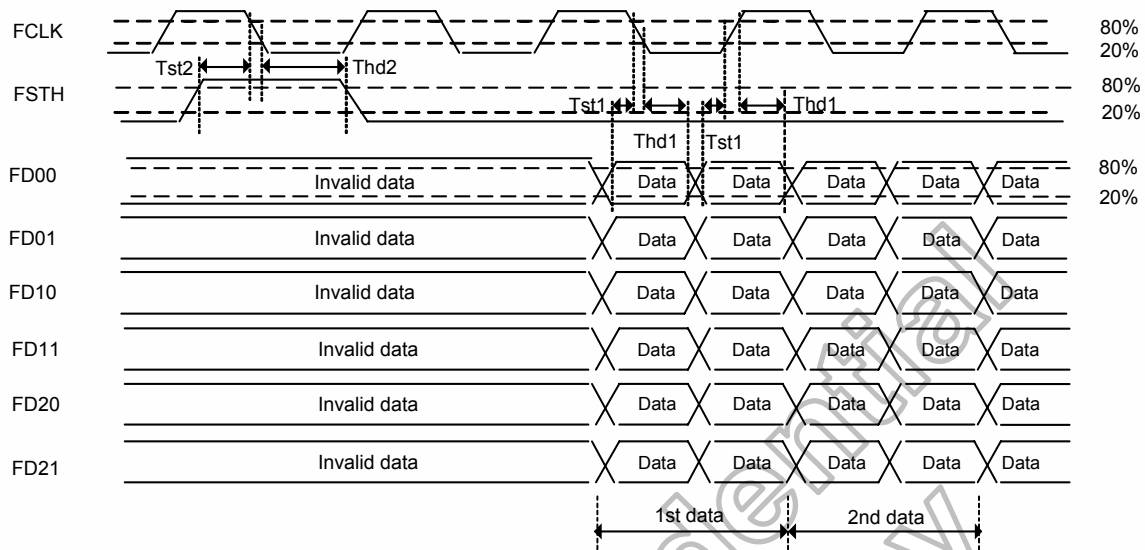 FCLK
80%
20%
Tst2
Thd2
FSTH
80%
20%
Tst1
Thd1
Thd1
Tst1
FD00
Invalid data
Data
Data
Data
Data
Data
80%
20%
FD01
Invalid data
Data
Data
Data
Data
Data
FD10
Invalid data
Data
Data
Data
Data
Data
FD11
Invalid data
Data
Data
Data
Data
Data
FD20
Invalid data
Data
Data
Data
Data
Data
FD21
Invalid data
Data
Data
Data
Data
Data
1st data
2nd data